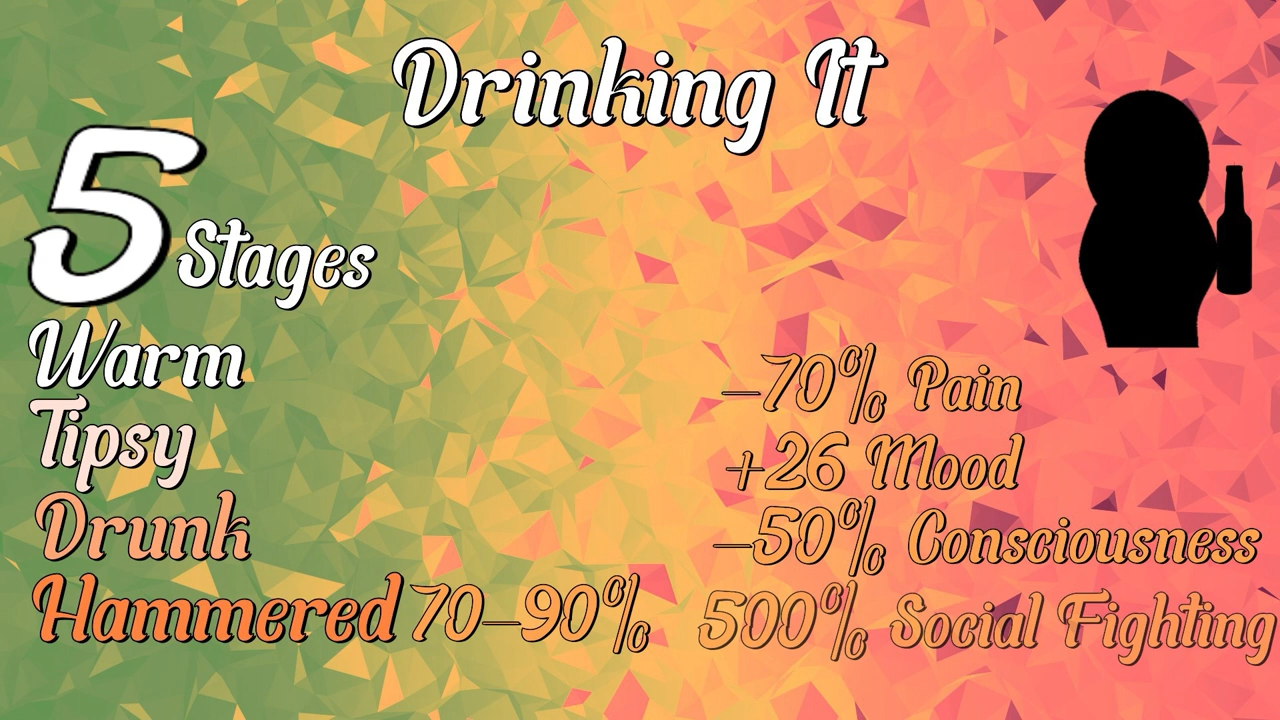 Drinking It
5 Stages
Warm
Tipsy
Drunk
Hammered 70-90%
-70% Pain
+26 Mood
-50% Consciousness
500% Social Fighting